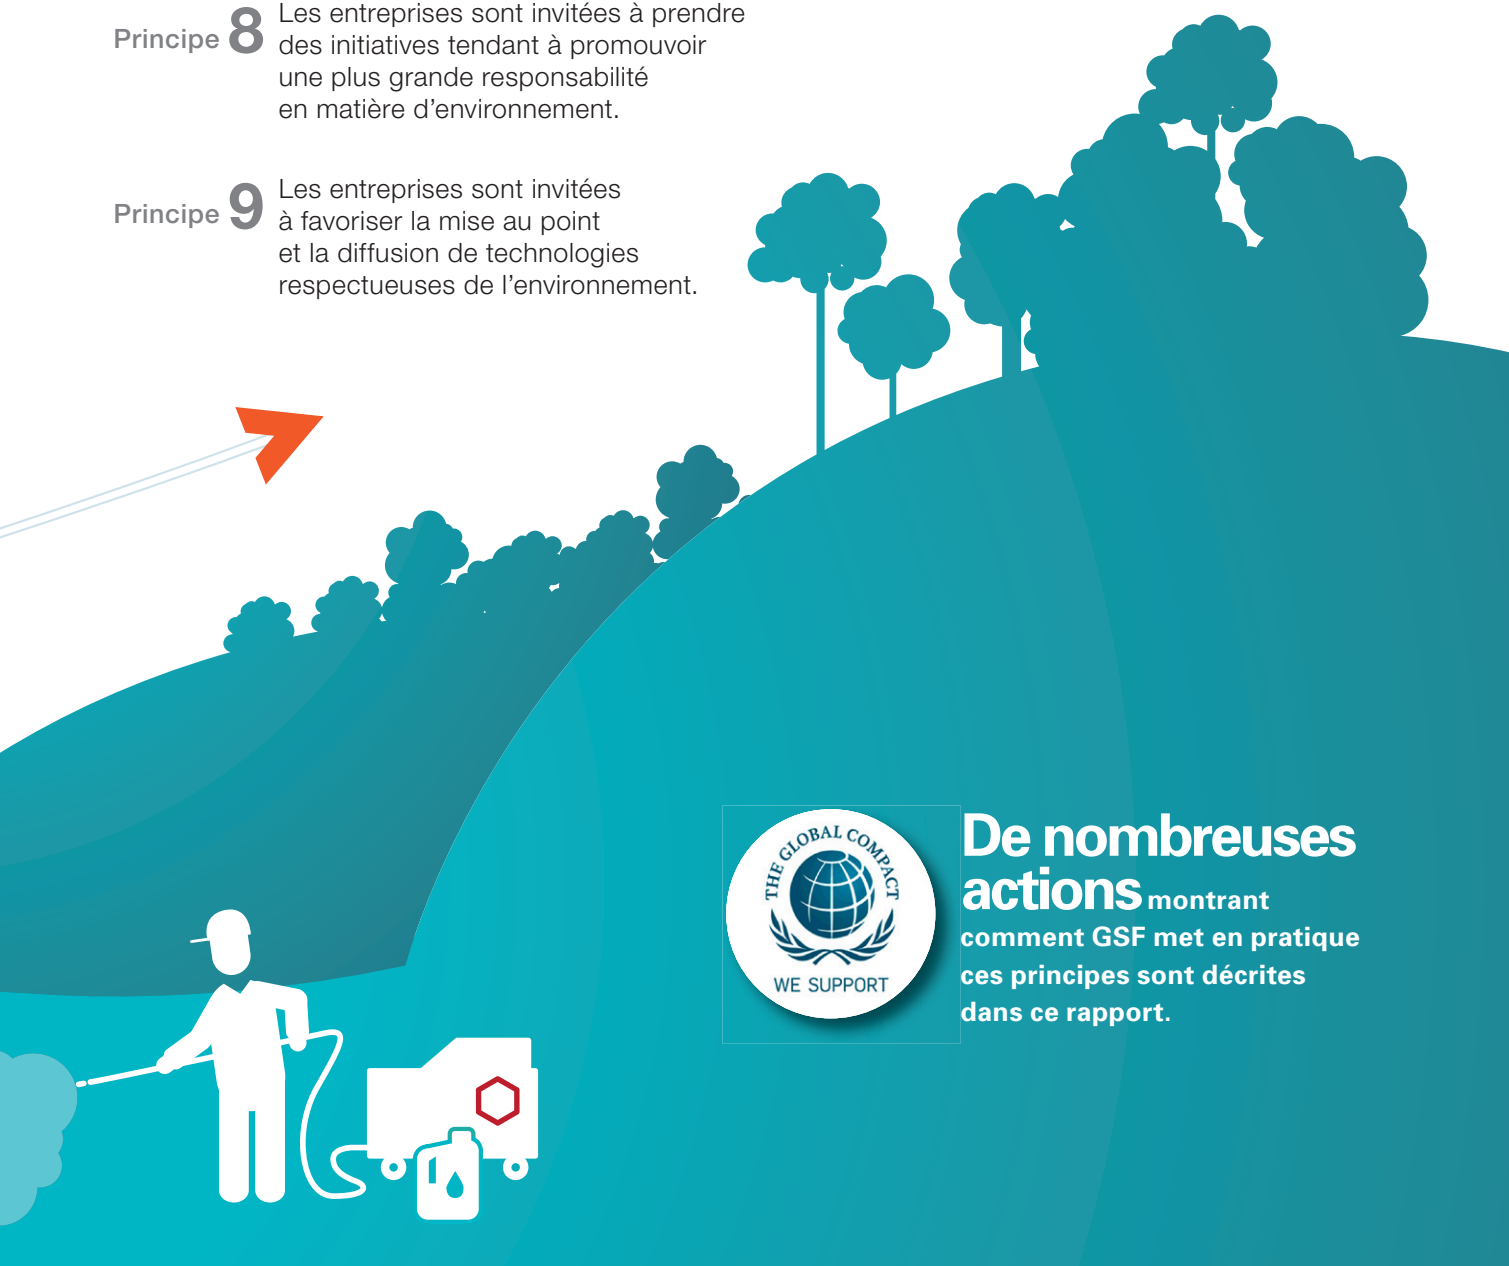 Principe 8 Les entreprises sont invitées à prendre
des initiatives tendant à promouvoir
une plus grande responsabilité
en matière d’environnement.
Principe 9 Les entreprises sont invitées
à favoriser la mise au point
et la diffusion de technologies
respectueuses de l’environnement.
THE GLOBAL COMPACT
WE SUPPORT
De nombreuses
actions montrant
comment GSF met en pratique
ces principes sont décrites
dans ce rapport.